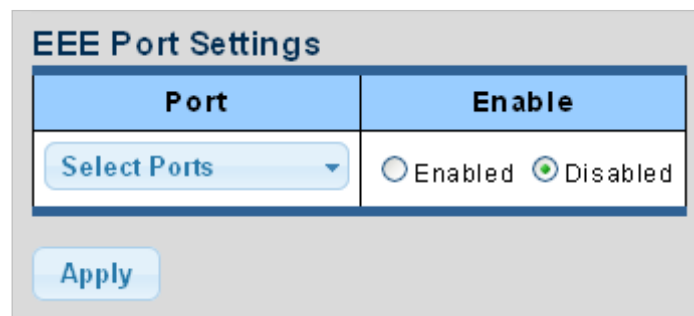 EEE Port Settings
Port Enable
Select Ports Enabled Disabled
Apply